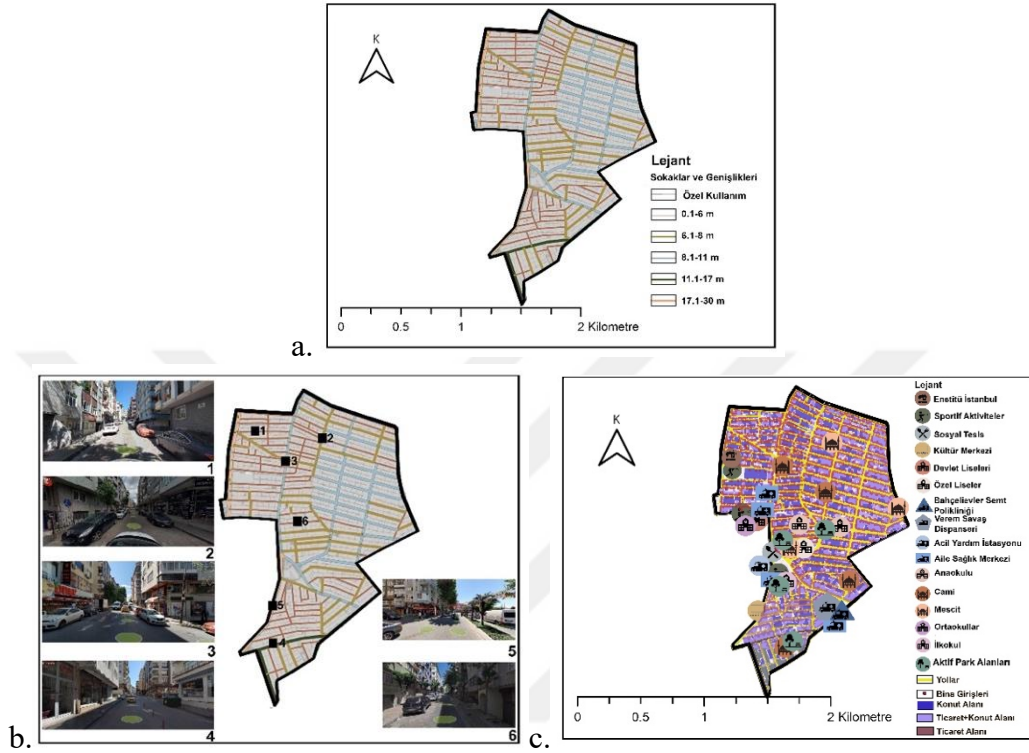 K
Lejant
Sokaklar ve Genişlikleri
Özel Kullanım
0.1-6 m
6.1-8 m
8.1-11 m
11.1-17 m
17.1-30 m
0 0.5 1 2 Kilometre
a.
1
2
3
4
1
2
3
6
5
4
5
6
b.
K
Lejant
Enstitü İstanbul
Sportif Aktiviteler
Sosyal Tesis
Kültür Merkezi
Devlet Liseleri
Özel Liseler
Bahçelievler Semt
Polikliniği
Verem Savaş
Dispanseri
Acil Yardım İstasyonu
Aile Sağlık Merkezi
Anaokulu
Cami
Mescit
Ortaokullar
İlkokul
Aktif Park Alanları
Yollar
Bina Girişleri
Konut Alanı
Ticaret+Konut Alanı
Ticaret Alanı
0 0.5 1 2 Kilometre
c.